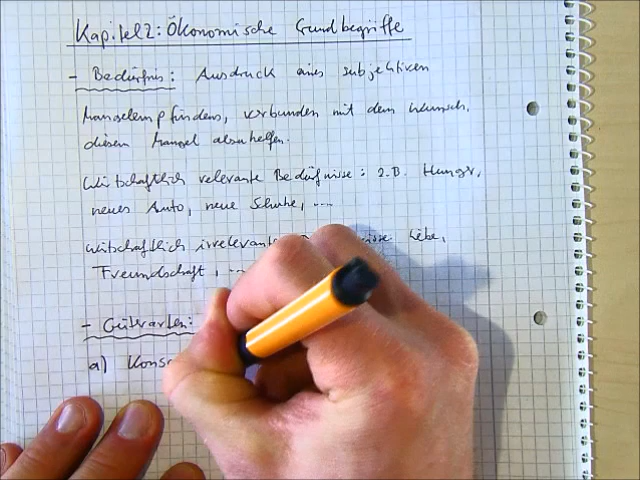 Kapitel 2: Ökonomische Grundbegriffe
- Bedürfnis: Ausdruck eines subjektiven
Mangelempfindens, verbunden mit dem Wunsch,
diesem Mangel abzuhelfen.
Wirtschaftlich relevante Bedürfnisse: z.B. Hunger,
neues Auto, neue Schuhe, ...
Wirtschaftlich irrelevante Liebe,
Freundschaft, ...
- Güterarten:
a) Kons